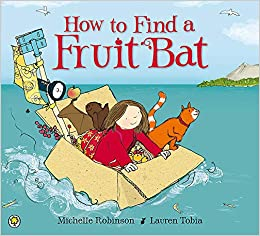 How to Find a
Fruit Bat
Michelle Robinson Lauren Tobia